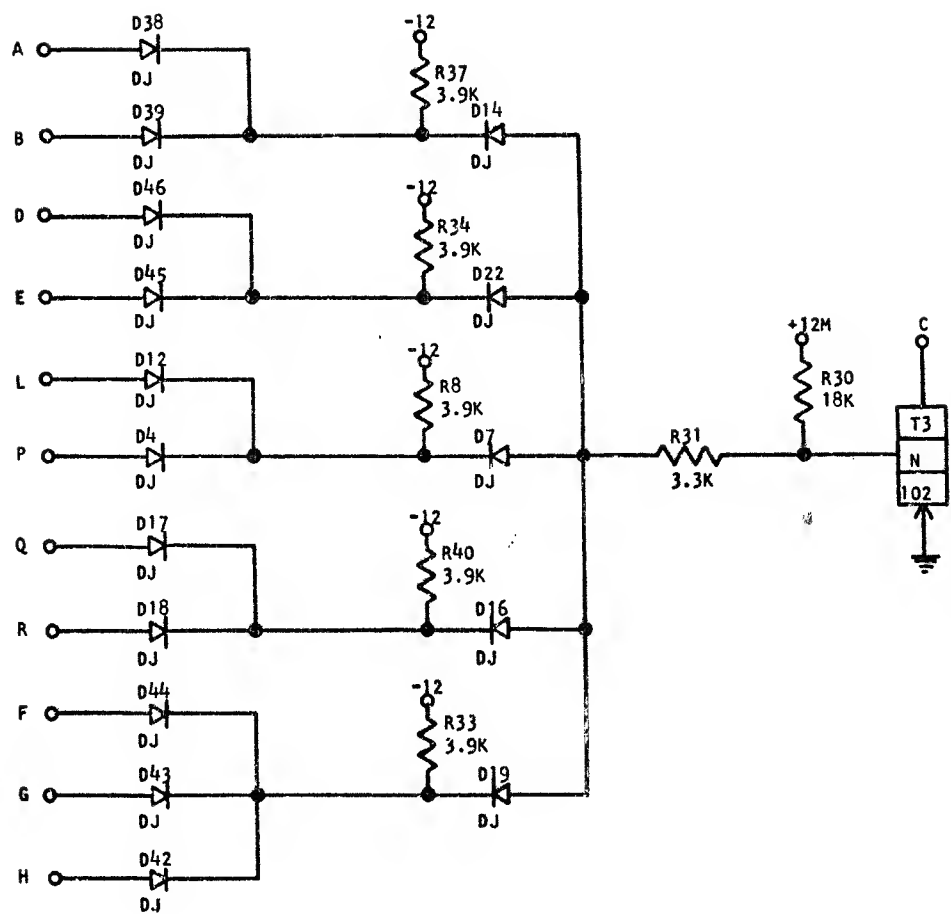 D38
A
DJ
-12
R37
3.9K
D39
B
DJ
D14
DJ
D46
D
DJ
-12
R34
3.9K
D45
E
DJ
D22
DJ
D12
L
DJ
-12
R8
3.9K
D4
P
DJ
D7
DJ
R31
3.3K
+12M
R30
18K
C
T3
N
102
D17
Q
DJ
-12
R40
3.9K
D18
R
DJ
D16
DJ
D44
F
DJ
-12
R33
3.9K
D43
G
DJ
D19
DJ
D42
H
DJ